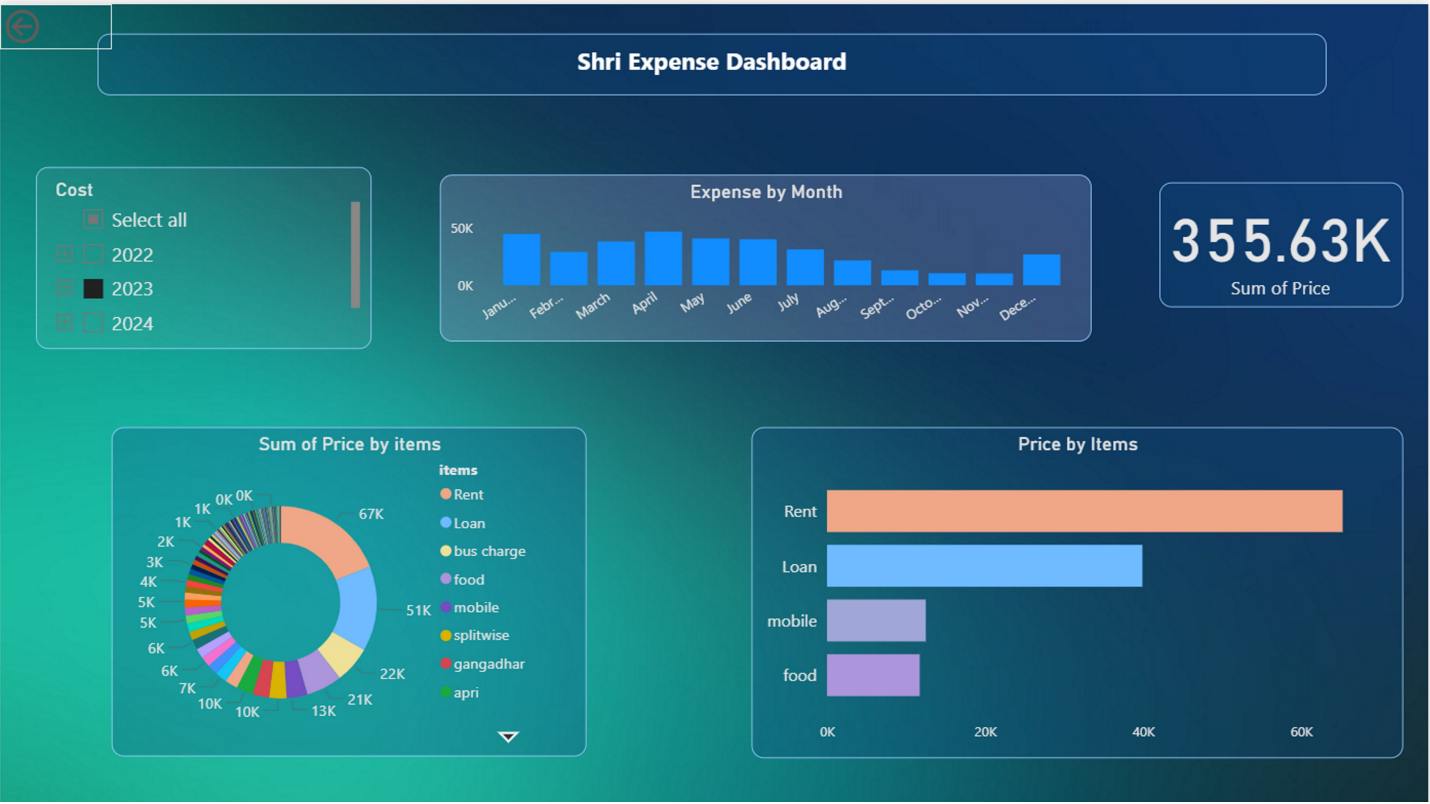 Shri Expense Dashboard
Cost
Select all
2022
2023
2024
Expense by Month
50K
0K
Janu...
Febr...
March
April
May
June
July
Aug...
Sept...
Octo...
Nov...
Dece...
355.63K
Sum of Price
Sum of Price by items
items
Rent
Loan
bus charge
food
mobile
splitwise
gangadhar
apri
67K
51K
22K
21K
13K
10K
10K
7K
6K
6K
5K
5K
4K
3K
2K
1K
1K
0K
0K
Price by Items
Rent
Loan
mobile
food
0K
20K
40K
60K